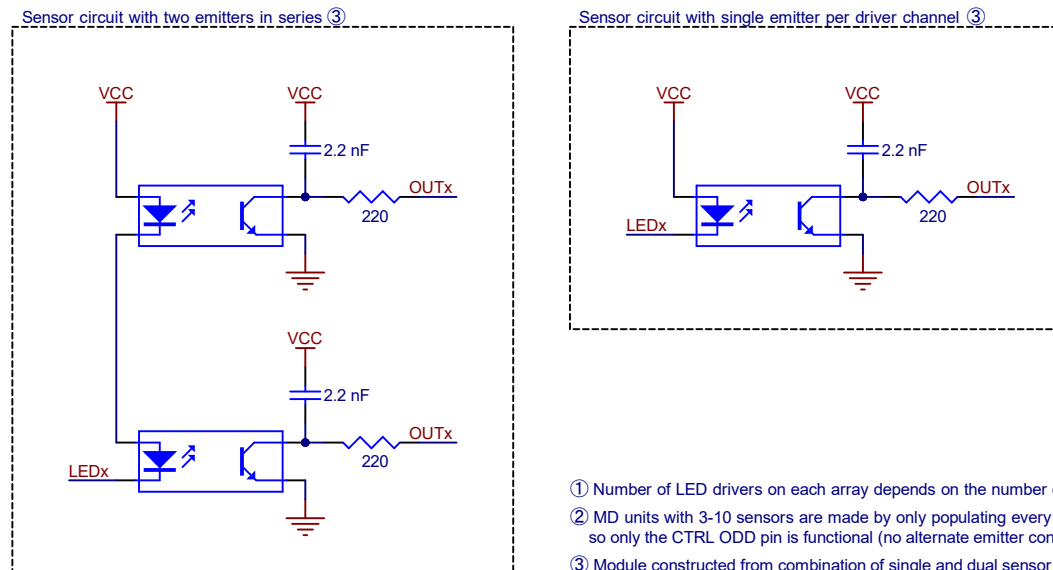 Sensor circuit with two emitters in series ③
VCC
VCC
2.2 nF
OUTx
220
VCC
2.2 nF
OUTx
220
LEDx
Sensor circuit with single emitter per driver channel ③
VCC
VCC
2.2 nF
OUTx
220
LEDx
① Number of LED drivers on each array depends on the number
② MD units with 3-10 sensors are made by only populating every
so only the CTRL ODD pin is functional (no alternate emitter con
③ Module constructed from combination of single and dual sensor